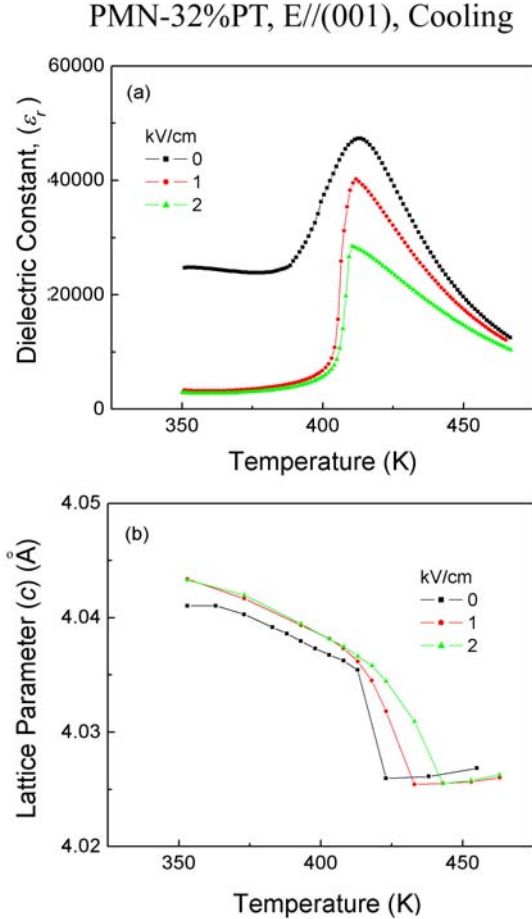 PMN-32%PT, E//(001), Cooling
60000
(a)
kV/cm
0
1
2
40000
20000
0
Dielectric Constant, (εᵣ)
350
400
450
Temperature (K)
4.05
(b)
kV/cm
0
1
2
4.04
4.03
4.02
Lattice Parameter (c) (Å)
350
400
450
Temperature (K)